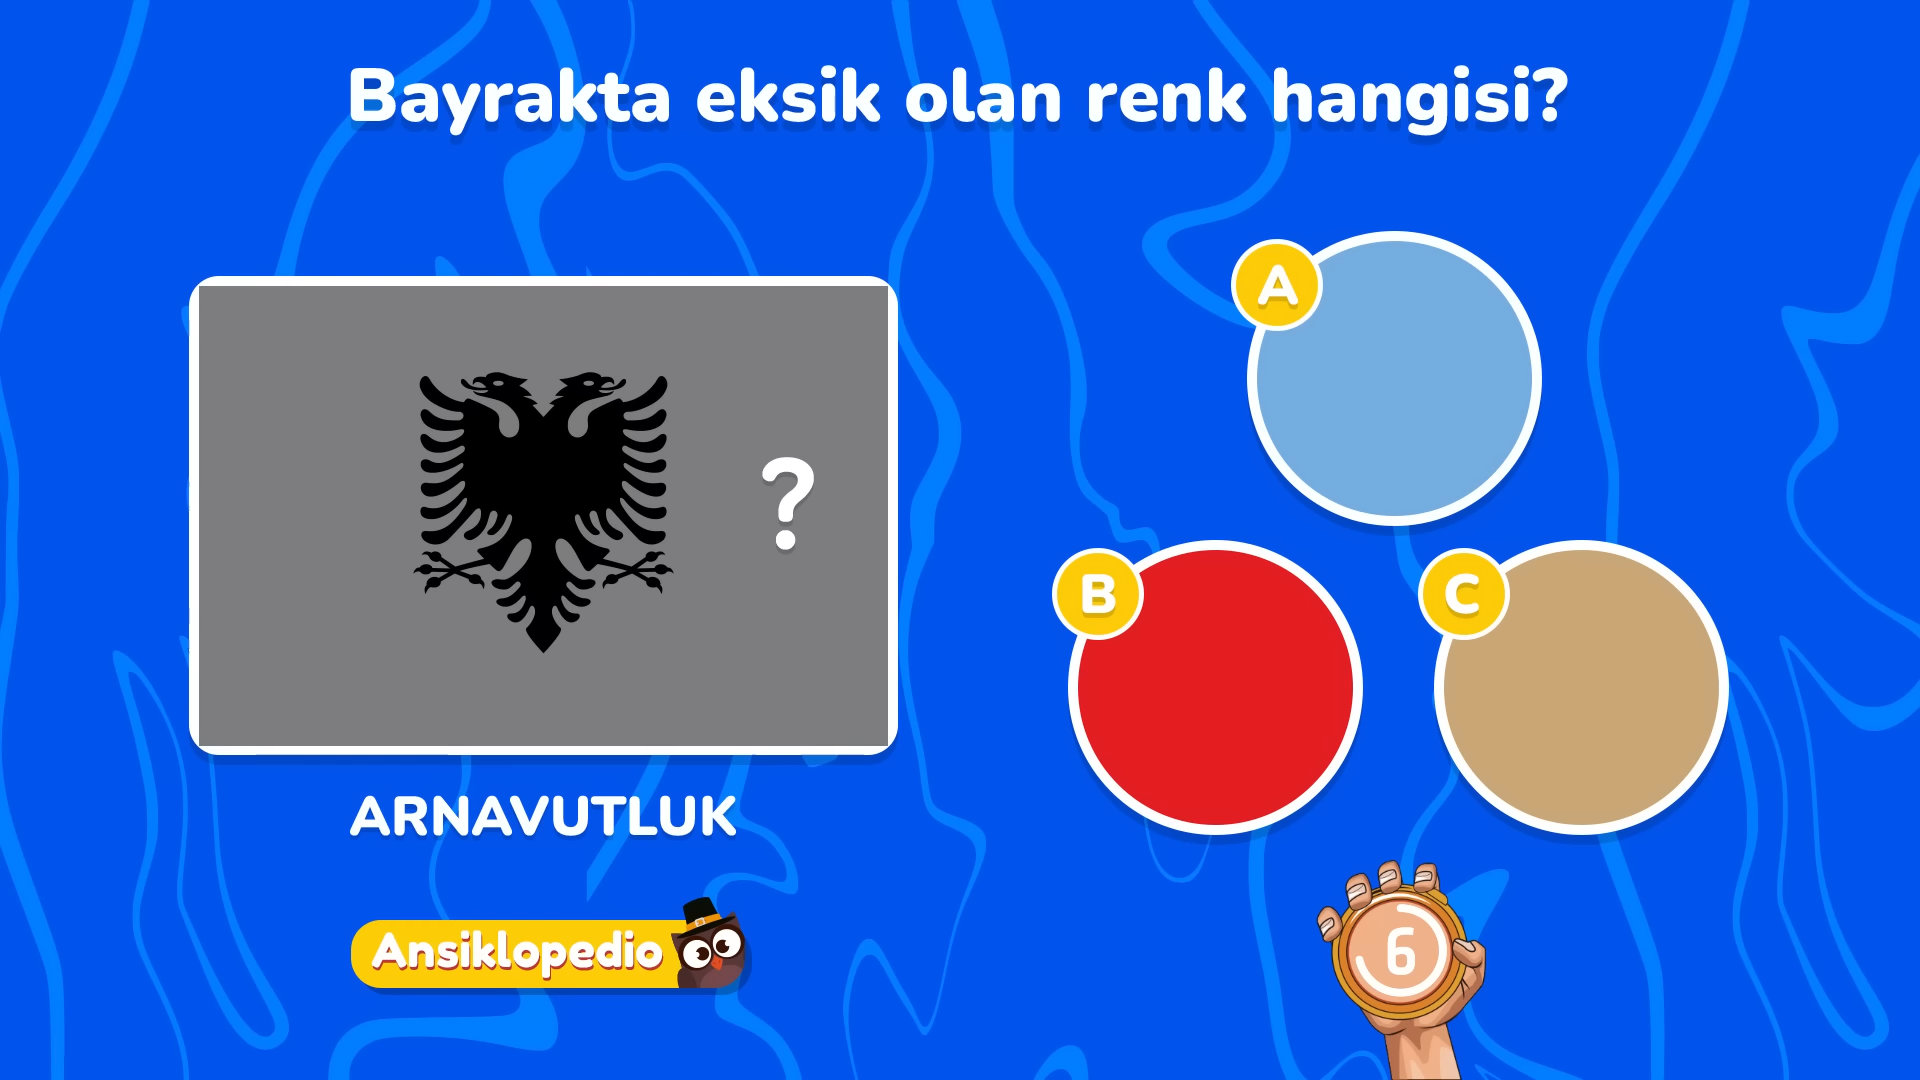 Bayrakta eksik olan renk hangisi?
A
?
B
C
ARNAVUTLUK
Ansiklopedio
6